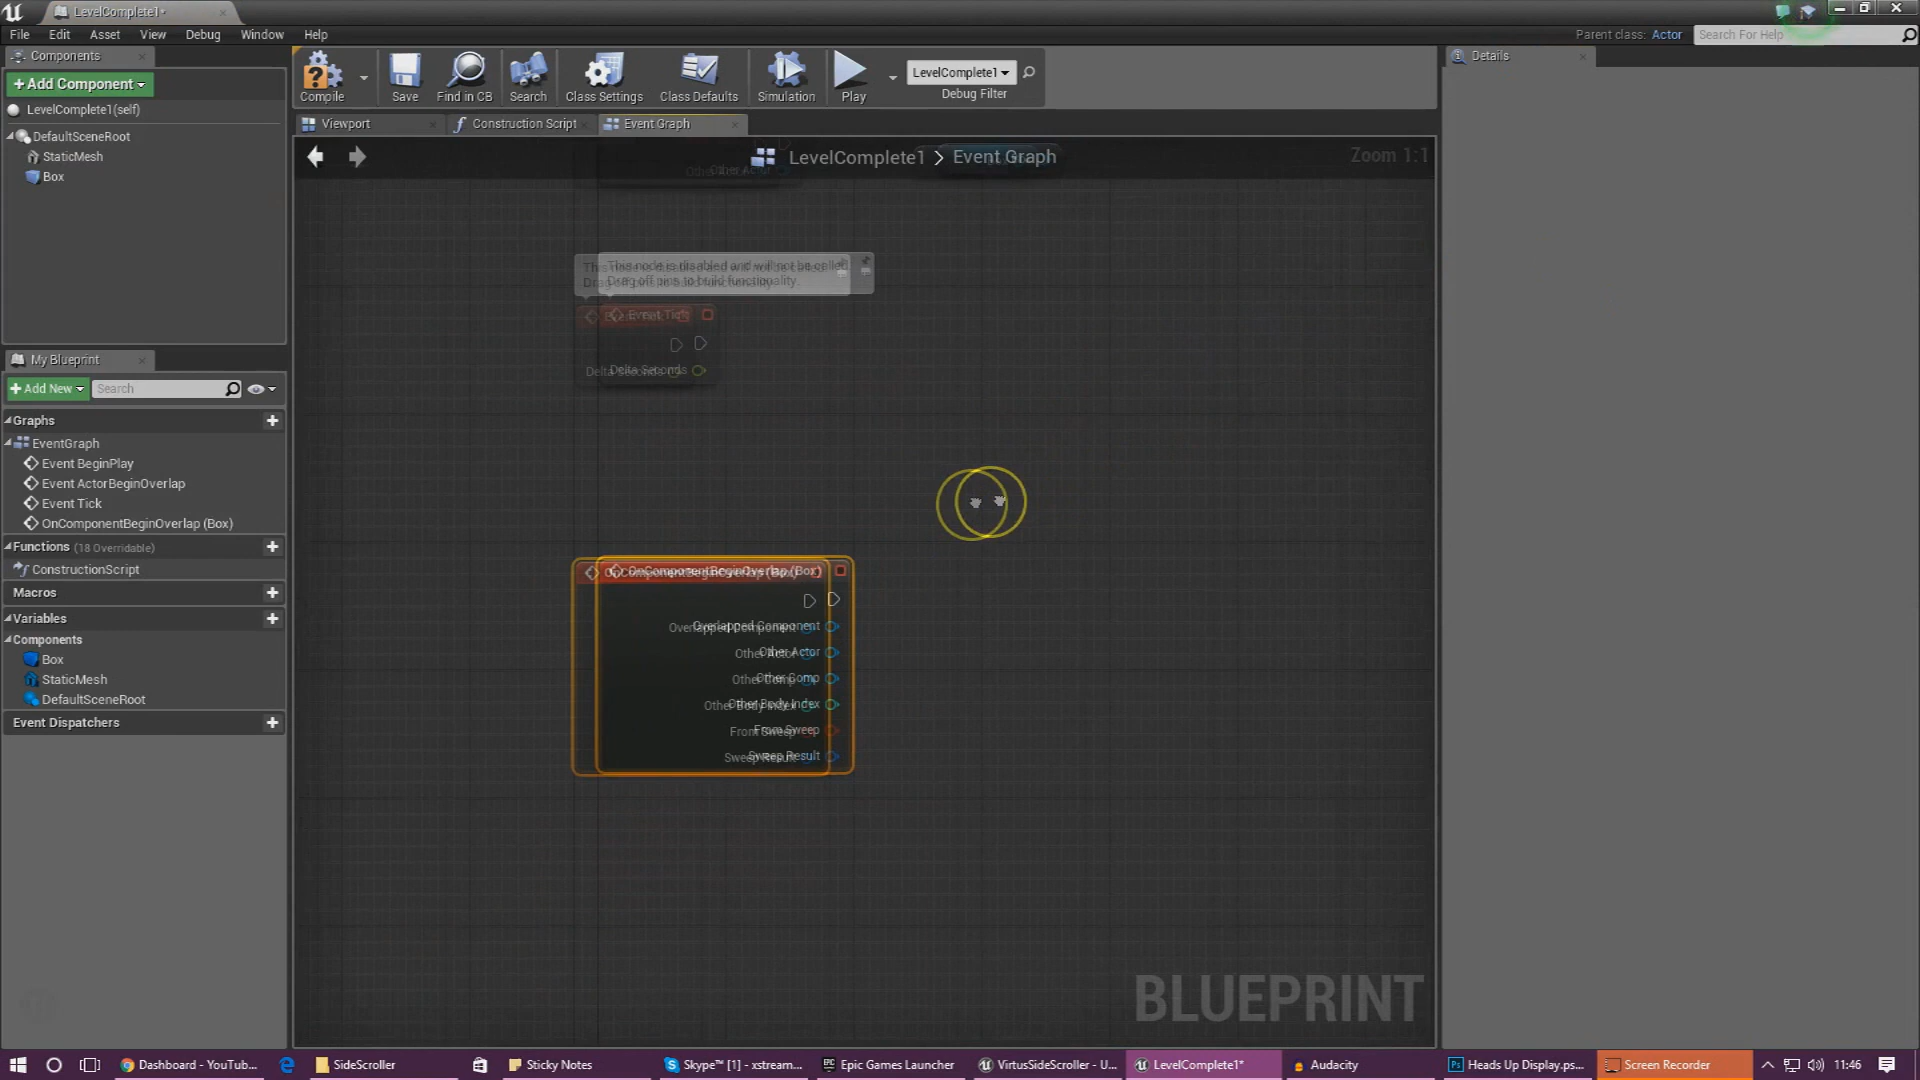 LevelComplete1*
File Edit Asset View Debug Window Help
Parent class: Actor
Search For Help
Components
+ Add Component
LevelComplete1(self)
DefaultSceneRoot
StaticMesh
Box
Compile
Save
Find in CB
Search
Class Settings
Class Defaults
Simulation
Play
LevelComplete1
Debug Filter
Details
Viewport
Construction Script
Event Graph
LevelComplete1 > Event Graph
Zoom 1:1
Other Actor
This node is disabled and will not be called.
Drag off pins to build functionality.
Event Tick
Delta Seconds
OnComponentBeginOverlap (Box)
Overlapped Component
Other Actor
Other Comp
Other Body Index
From Sweep
Sweep Result
BLUEPRINT
My Blueprint
+ Add New
Search
Graphs
EventGraph
Event BeginPlay
Event ActorBeginOverlap
Event Tick
OnComponentBeginOverlap (Box)
Functions (18 Overridable)
ConstructionScript
Macros
Variables
Components
Box
StaticMesh
DefaultSceneRoot
Event Dispatchers
Dashboard - YouTub...
SideScroller
Sticky Notes
Skype™ [1] - xstream...
Epic Games Launcher
VirtusSideScroller - U...
LevelComplete1*
Audacity
Heads Up Display.ps...
Screen Recorder
11:46